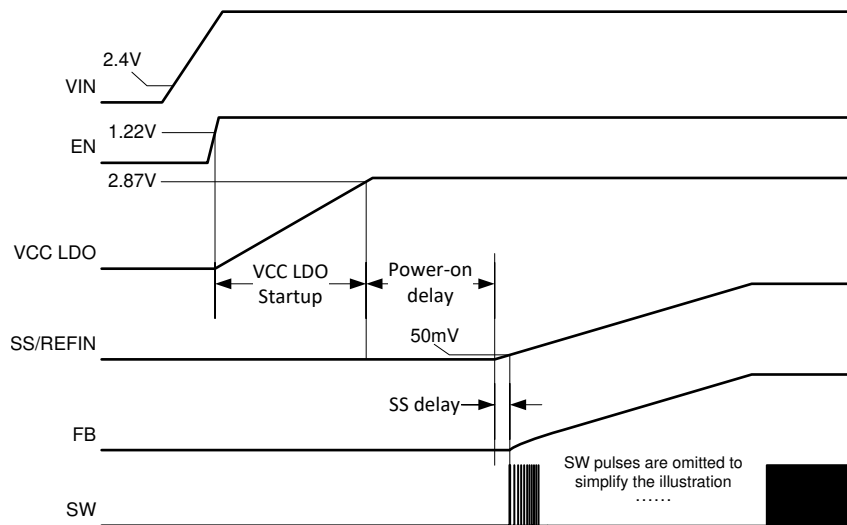 2.4V
VIN
1.22V
EN
2.87V
VCC LDO
VCC LDO
Startup
Power-on
delay
50mV
SS/REFIN
SS delay
FB
SW pulses are omitted to
simplify the illustration
......
SW